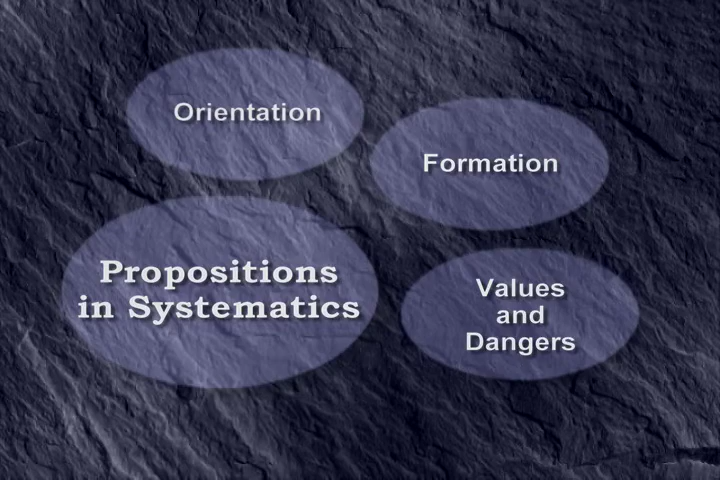 Orientation
Formation
Propositions
in Systematics
Values
and
Dangers